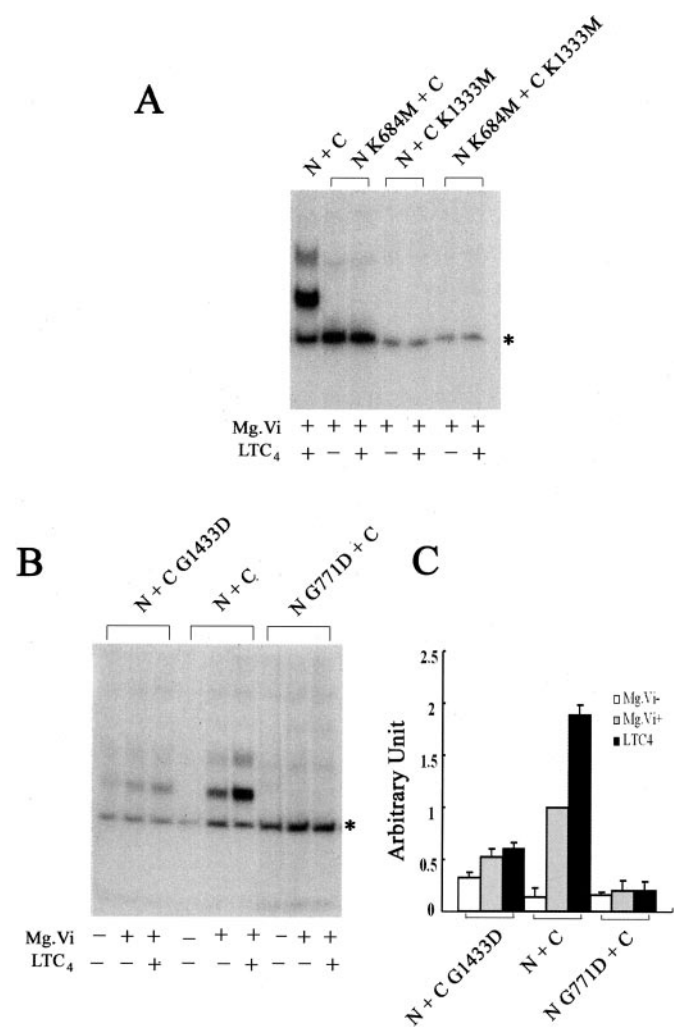 A
N + C
N K684M + C
N + C K1333M
N K684M + C K1333M
*
Mg.Vi + + + + + + +
LTC4 + − + − + − +
B
N + C G1433D
N + C
N G771D + C
*
Mg.Vi − + + − + + − + +
LTC4 − − + − − + − − +
C
Arbitrary Unit
2.5
2
1.5
1
0.5
0
Mg.Vi-
Mg.Vi+
LTC4
N + C G1433D
N + C
N G771D + C